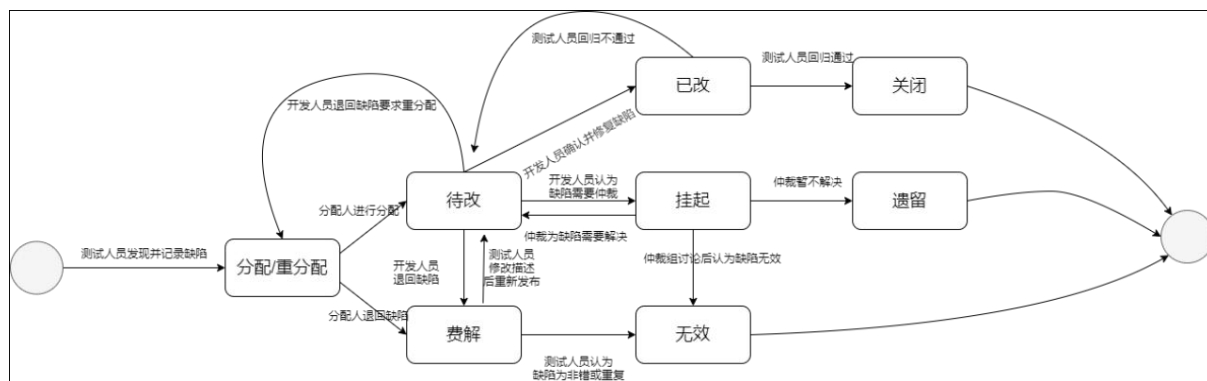 测试人员回归不通过
测试人员回归通过
已改
关闭
开发人员退回缺陷要求重分配
开发人员确认并修复缺陷
待改
开发人员认为
缺陷需要仲裁
挂起
仲裁暂不解决
遗留
分配人进行分配
仲裁为缺陷需要解决
测试人员发现并记录缺陷
分配/重分配
开发人员
退回缺陷
测试人员
修改描述
后重新发布
仲裁组讨论后认为缺陷无效
分配人退回缺陷
费解
无效
测试人员认为
缺陷为非错或重复